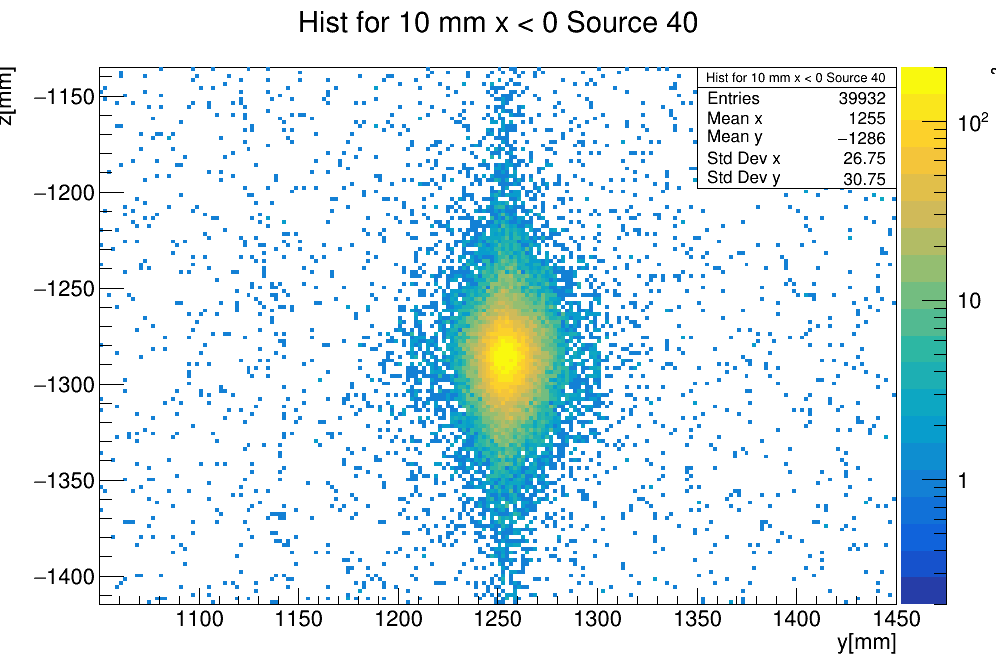 Hist for 10 mm x < 0 Source 40
z[mm]
Hist for 10 mm x < 0 Source 40
Entries 39932
Mean x 1255
Mean y −1286
Std Dev x 26.75
Std Dev y 30.75
−1150
−1200
−1250
−1300
−1350
−1400
10²
10
1
1100 1150 1200 1250 1300 1350 1400 1450
y[mm]